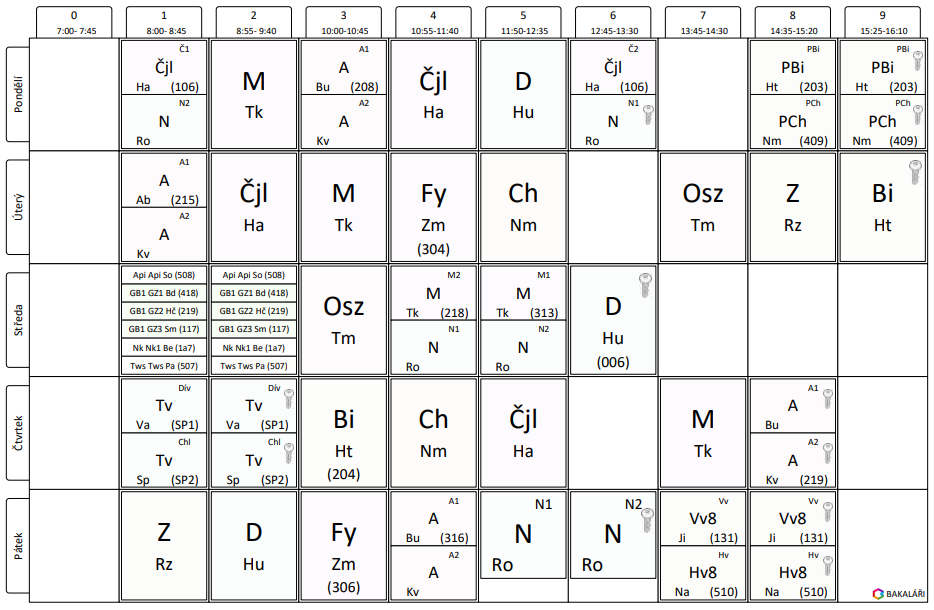 0 1 2 3 4 5 6 7 8 9
7:00- 7:45 8:00- 8:45 8:55- 9:40 10:00-10:45 10:55-11:40 11:50-12:35 12:45-13:30 13:45-14:30 14:35-15:20 15:25-16:10
Pondělí
Č1
Čjl
Ha (106)
N2
N
Ro
M
Tk
A1
A
Bu (208)
A2
A
Kv
Čjl
Ha
D
Hu
Č2
Čjl
Ha (106)
N1
N
Ro
PBi
PBi
Ht (203)
PCh
PCh
Nm (409)
PBi
PBi
Ht (203)
PCh
PCh
Nm (409)
Úterý
A1
A
Ab (215)
A2
A
Kv
Čjl
Ha
M
Tk
Fy
Zm
(304)
Ch
Nm
Osz
Tm
Z
Rz
Bi
Ht
Středa
Api Api So (508)
GB1 GZ1 Bd (418)
GB1 GZ2 Hč (219)
GB1 GZ3 Sm (117)
Nk Nk1 Be (1a7)
Tws Tws Pa (507)
Api Api So (508)
GB1 GZ1 Bd (418)
GB1 GZ2 Hč (219)
GB1 GZ3 Sm (117)
Nk Nk1 Be (1a7)
Tws Tws Pa (507)
Osz
Tm
M2
M
Tk (218)
N1
N
Ro
M1
M
Tk (313)
N2
N
Ro
D
Hu
(006)
Čtvrtek
Dív
Tv
Va (SP1)
Chl
Tv
Sp (SP2)
Dív
Tv
Va (SP1)
Chl
Tv
Sp (SP2)
Bi
Ht
(204)
Ch
Nm
Čjl
Ha
M
Tk
A1
A
Bu
A2
A
Kv (219)
Pátek
Z
Rz
D
Hu
Fy
Zm
(306)
A1
A
Bu (316)
A2
A
Kv
N1
N
Ro
N2
N
Ro
Vv
Vv8
Ji (131)
Hv
Hv8
Na (510)
Vv
Vv8
Ji (131)
Hv
Hv8
Na (510)
BAKALÁŘI